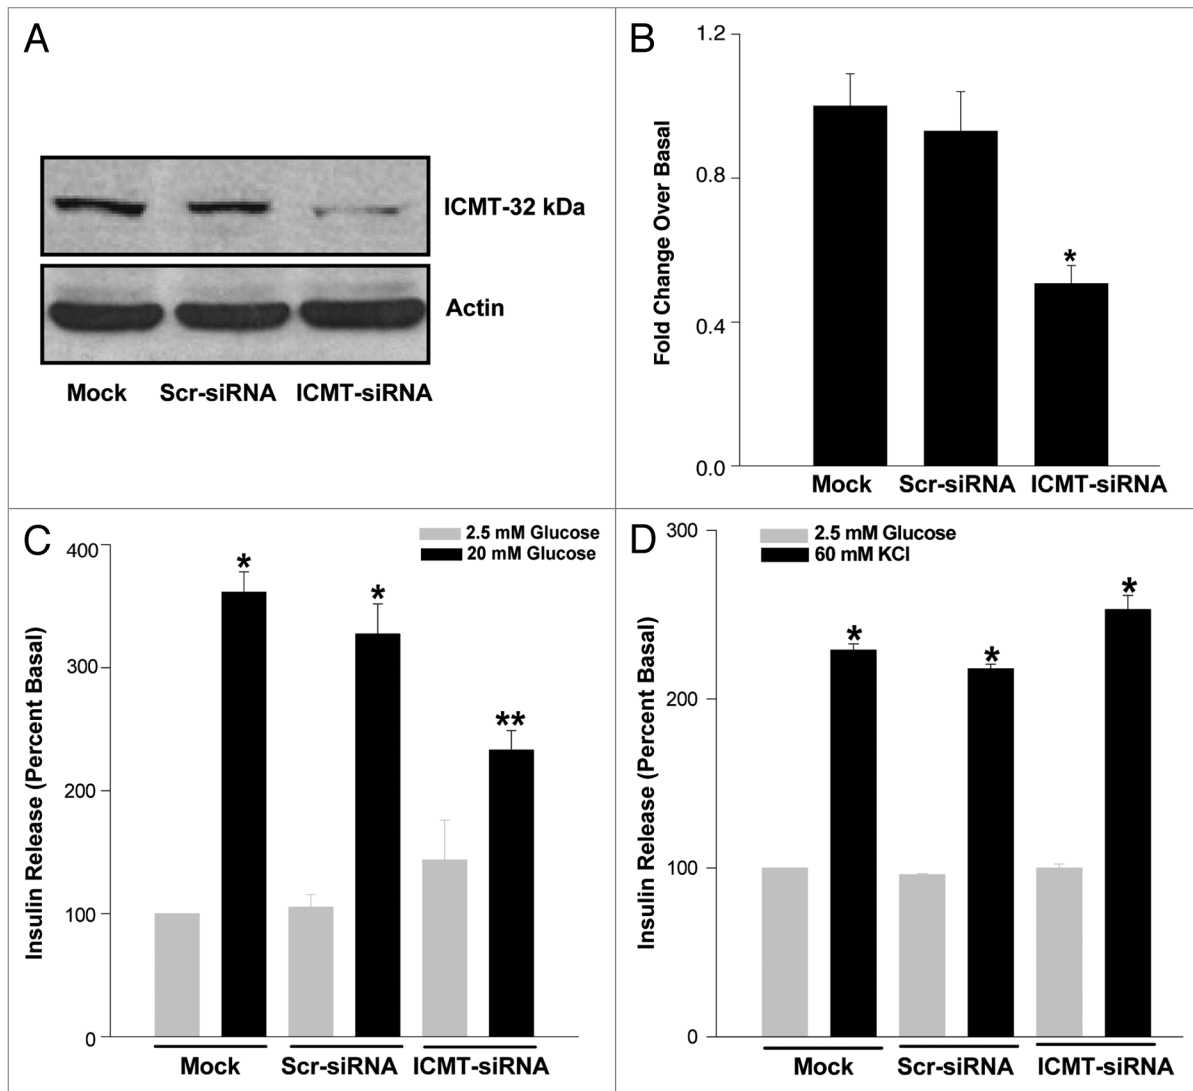 A
ICMT-32 kDa
Actin
Mock Scr-siRNA ICMT-siRNA
B
Fold Change Over Basal
1.2
0.8
0.4
0.0
*
Mock Scr-siRNA ICMT-siRNA
C
2.5 mM Glucose
20 mM Glucose
Insulin Release (Percent Basal)
400
300
200
100
0
*
*
**
Mock Scr-siRNA ICMT-siRNA
D
2.5 mM Glucose
60 mM KCl
Insulin Release (Percent Basal)
300
200
100
0
*
*
*
Mock Scr-siRNA ICMT-siRNA